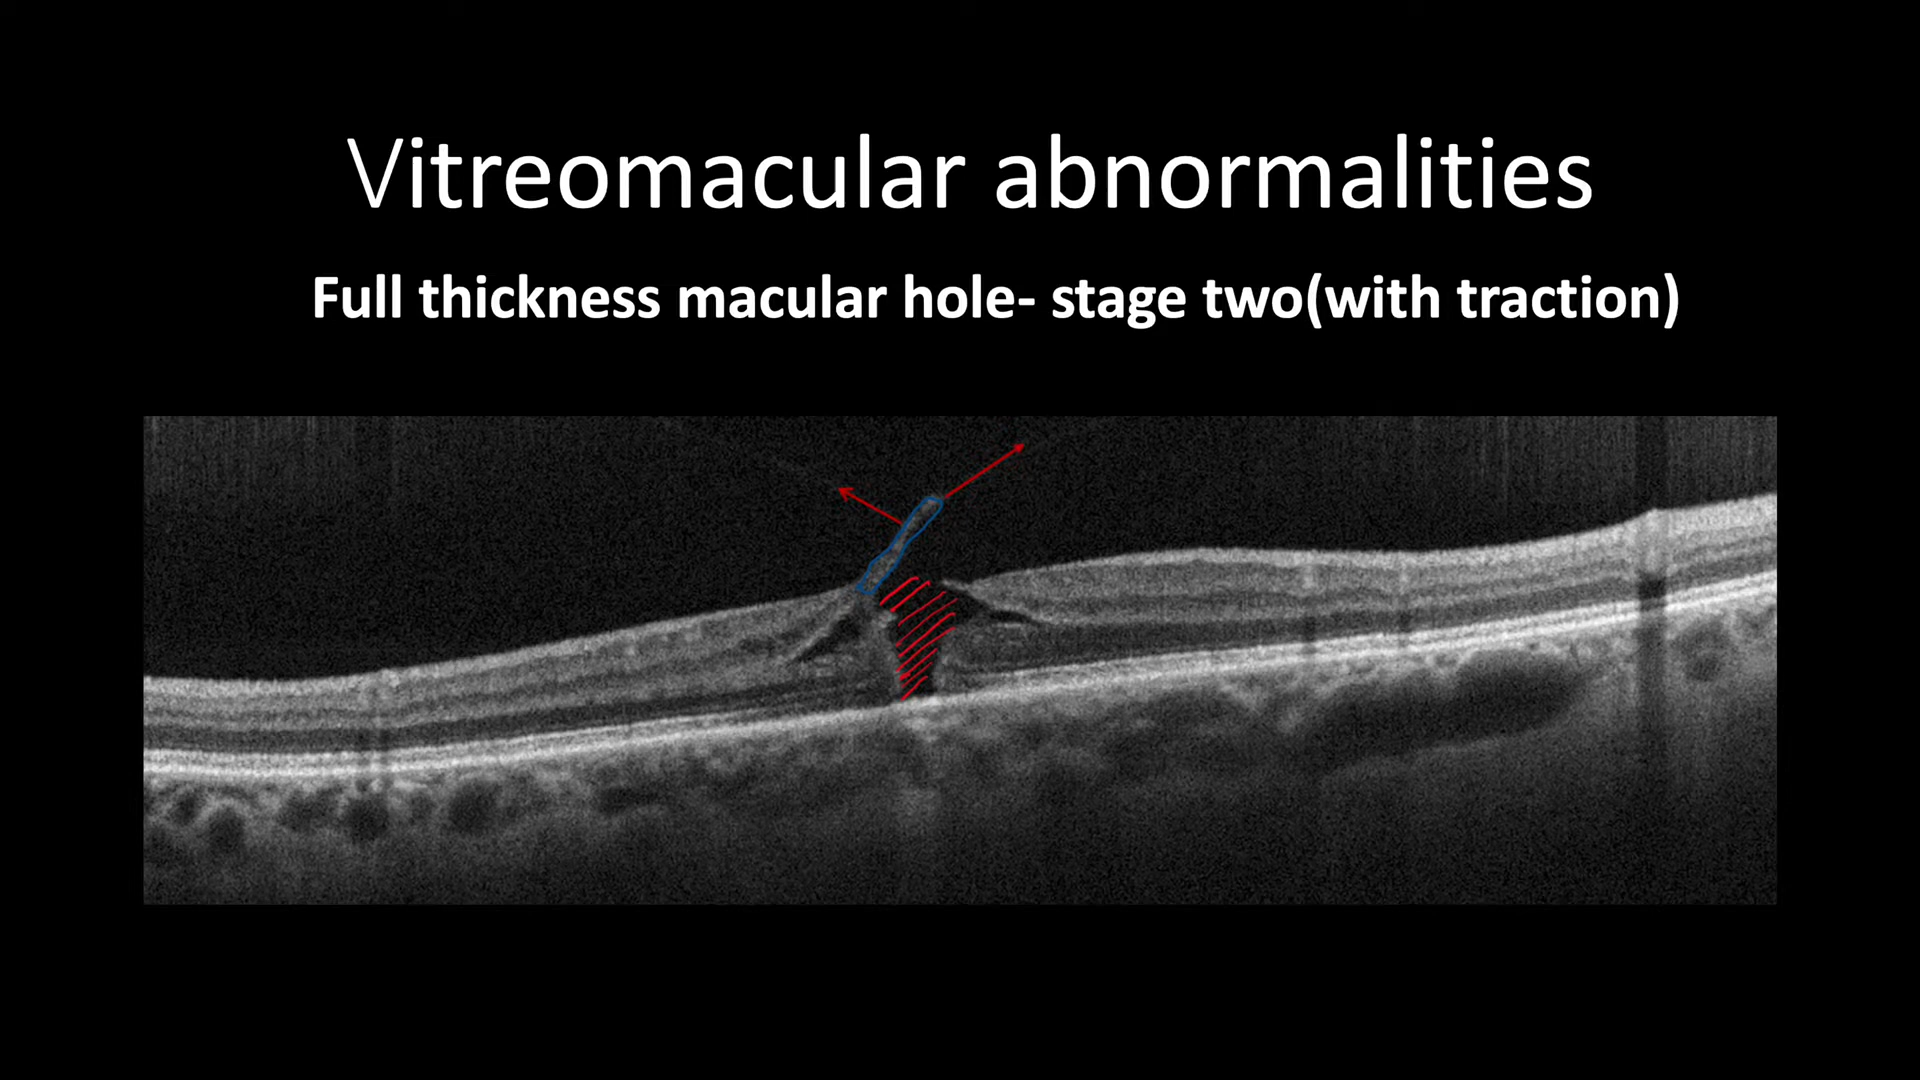 Vitreomacular abnormalities
Full thickness macular hole- stage two(with traction)